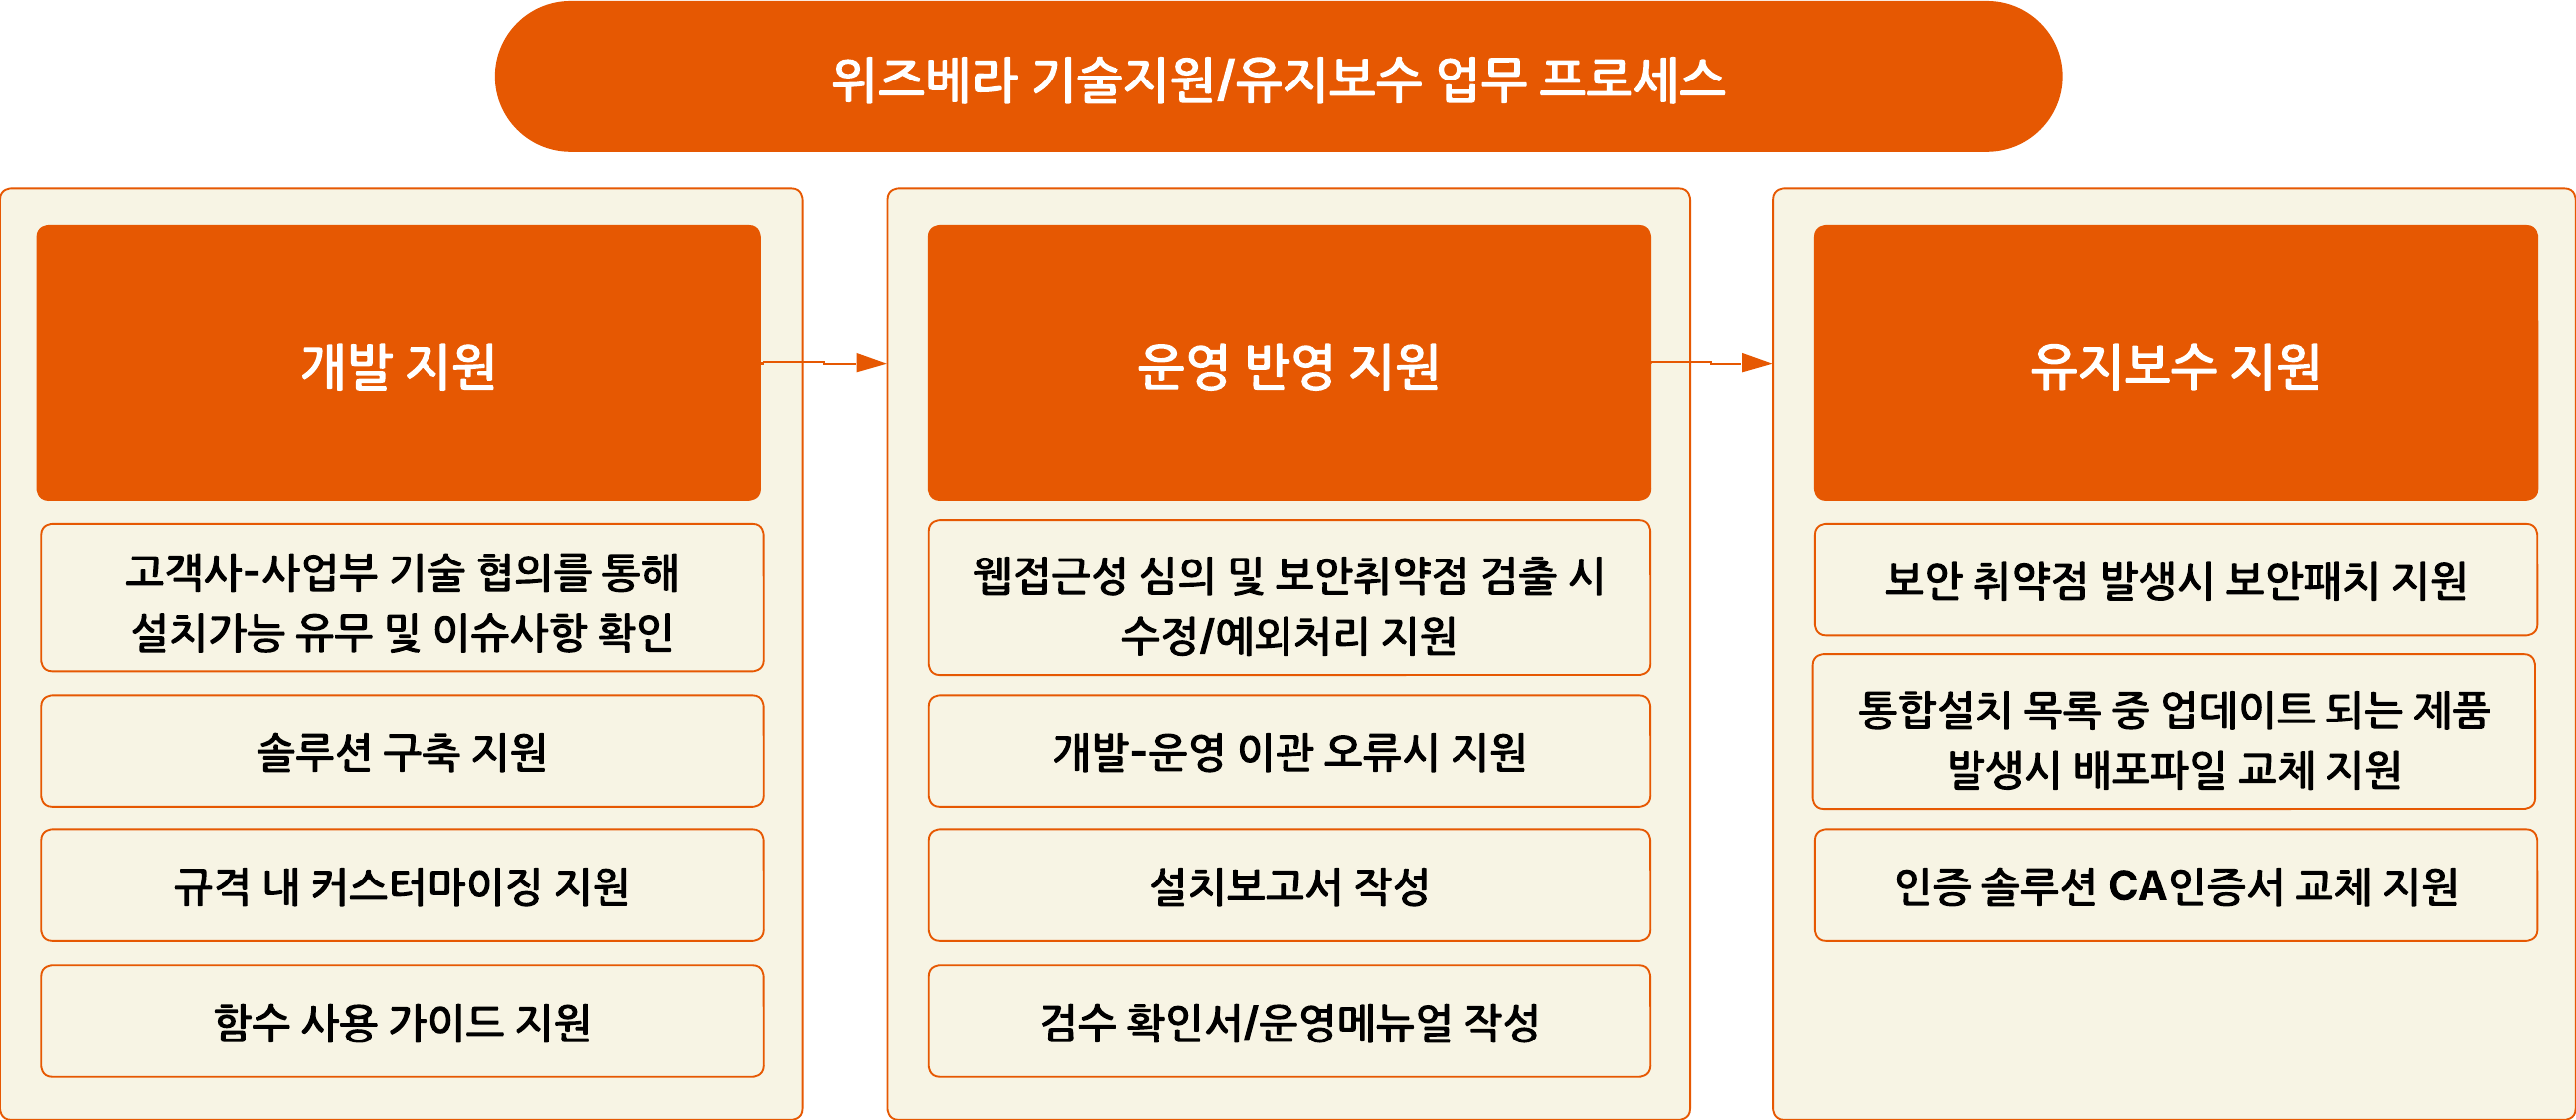 위즈베라 기술지원/유지보수 업무 프로세스
개발 지원
고객사-사업부 기술 협의를 통해
설치가능 유무 및 이슈사항 확인
솔루션 구축 지원
규격 내 커스터마이징 지원
함수 사용 가이드 지원
운영 반영 지원
웹접근성 심의 및 보안취약점 검출 시
수정/예외처리 지원
개발-운영 이관 오류시 지원
설치보고서 작성
검수 확인서/운영메뉴얼 작성
유지보수 지원
보안 취약점 발생시 보안패치 지원
통합설치 목록 중 업데이트 되는 제품
발생시 배포파일 교체 지원
인증 솔루션 CA인증서 교체 지원